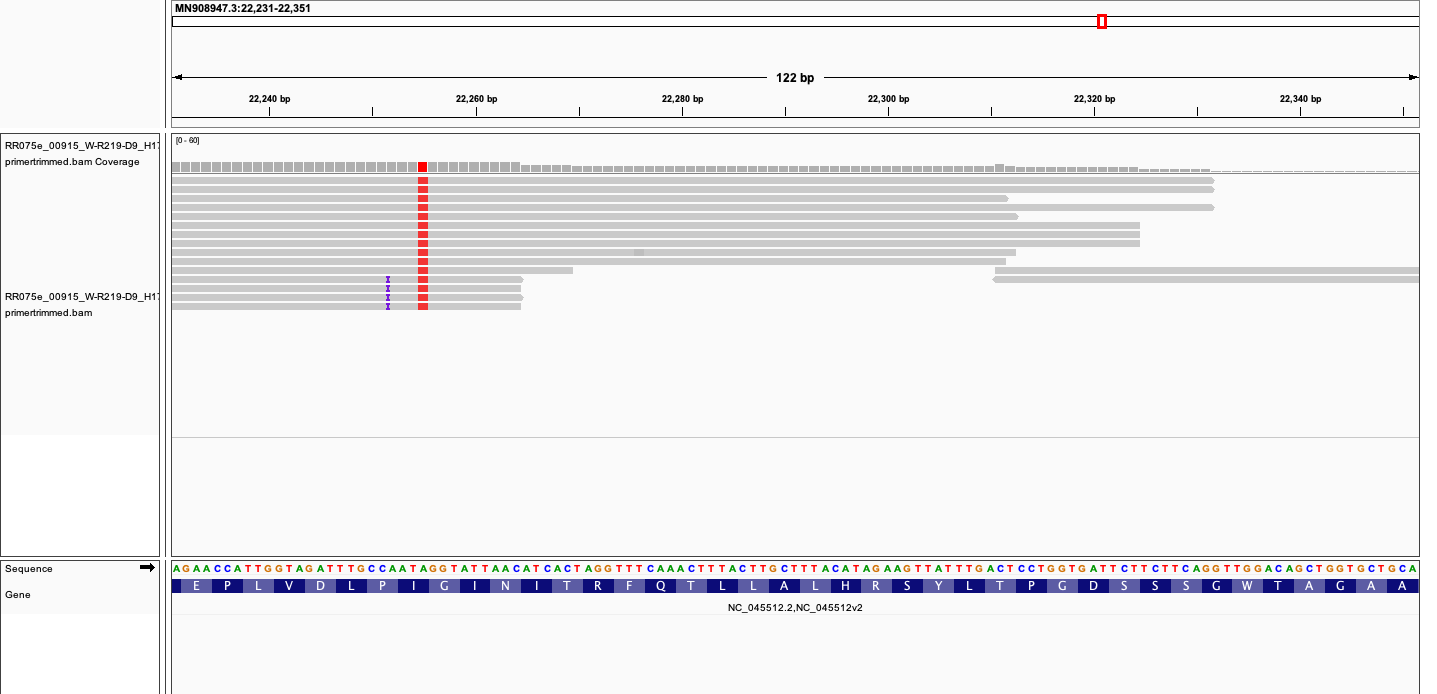 MN908947.3:22,231-22,351
122 bp
22,240 bp 22,260 bp 22,280 bp 22,300 bp 22,320 bp 22,340 bp
[0 - 60]
RR075e_00915_W-R219-D9_H1
primertrimmed.bam Coverage
RR075e_00915_W-R219-D9_H1
primertrimmed.bam
Sequence
AGAACCATTGGTAGATTTGCCAATAGGTATTAACATCACTAGGTTTCAAACTTTACTTGCTTTACATAGAAGTTATTTGACTCCTGGTGATTCTTCTTCAGGTTGGACAGCTGGTGCTGCA
Gene
E P L V D L P I G I N I T R F Q T L L A L H R S Y L T P G D S S S G W T A G A A
NC_045512.2,NC_045512v2